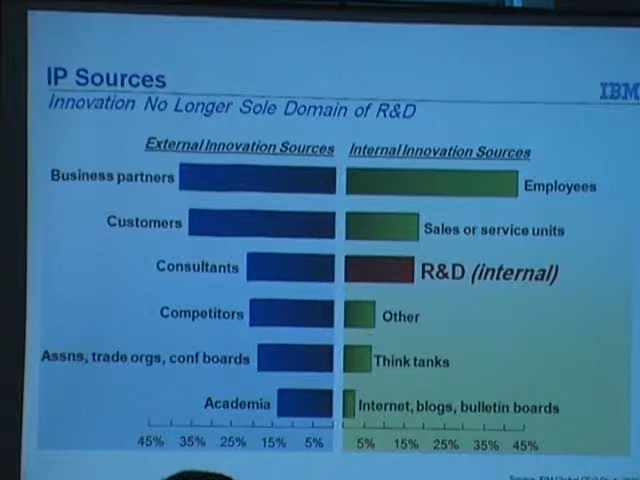 IP Sources
IBM
Innovation No Longer Sole Domain of R&D
External Innovation Sources Internal Innovation Sources
Business partners Employees
Customers Sales or service units
Consultants R&D (internal)
Competitors Other
Assns, trade orgs, conf boards Think tanks
Academia Internet, blogs, bulletin boards
45% 35% 25% 15% 5% 5% 15% 25% 35% 45%